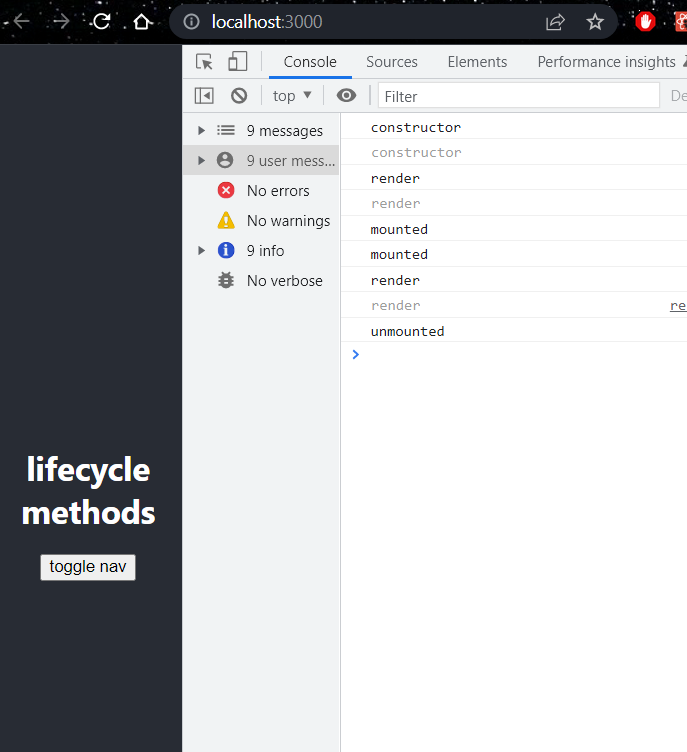 localhost:3000
Console Sources Elements Performance insights
top Filter De
9 messages
9 user mess...
No errors
No warnings
9 info
No verbose
constructor
constructor
render
render
mounted
mounted
render
render re
unmounted
lifecycle
methods
toggle nav